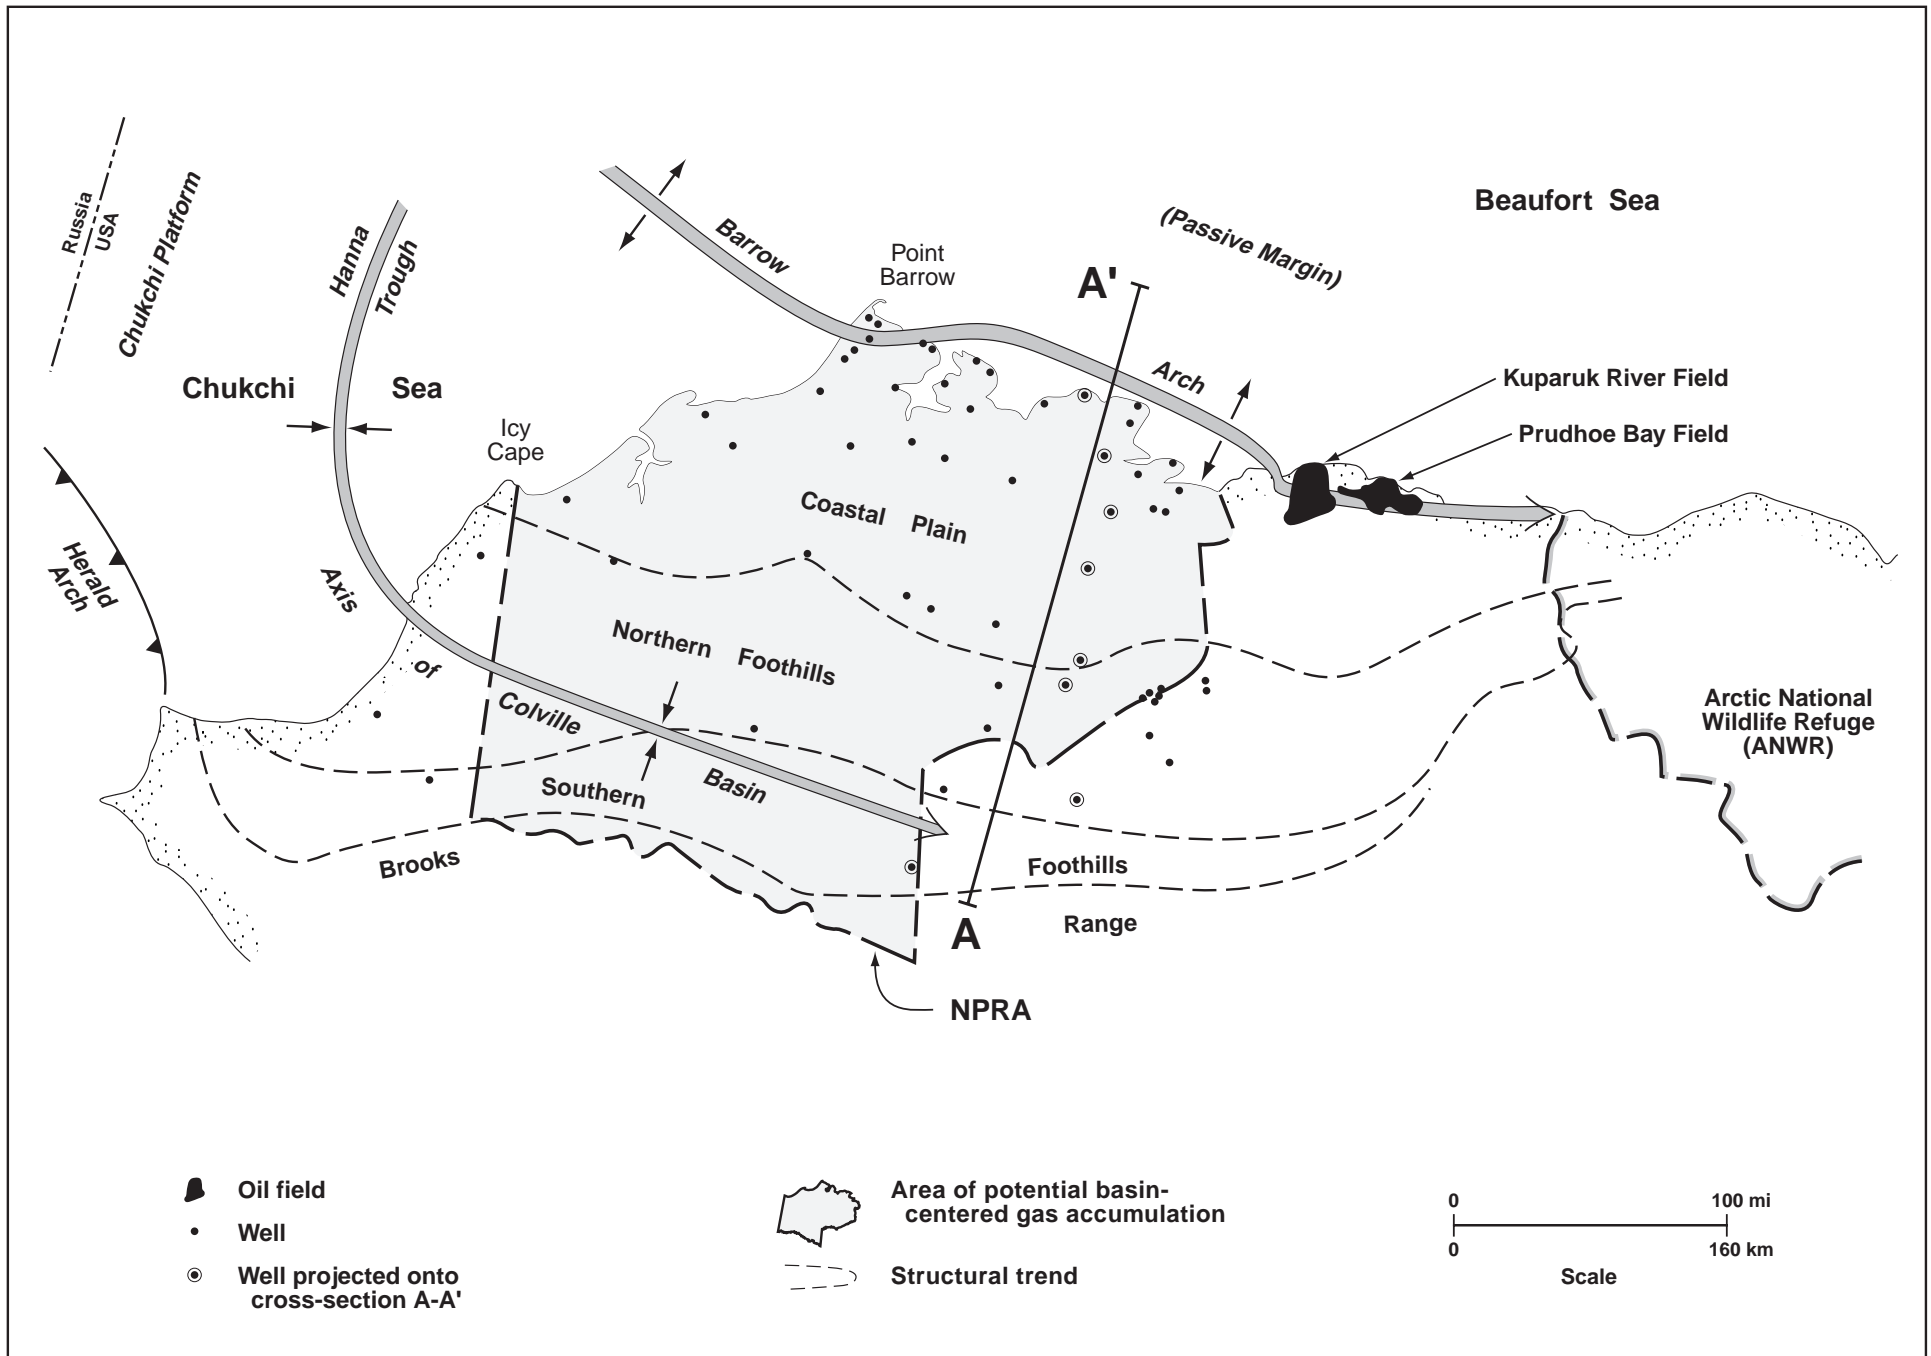 Beaufort Sea
(Passive Margin)
Russia
USA
Chukchi Platform
Hanna
Trough
Barrow
Point
Barrow
A'
Arch
Chukchi Sea
Kuparuk River Field
Prudhoe Bay Field
Icy
Cape
Coastal Plain
Herald
Arch
Axis
of
Colville
Basin
Northern Foothills
Arctic National
Wildlife Refuge
(ANWR)
Southern
Foothills
Brooks
Range
A
NPRA
Oil field
Well
Well projected onto
cross-section A-A'
Area of potential basin-
centered gas accumulation
Structural trend
0 100 mi
0 160 km
Scale